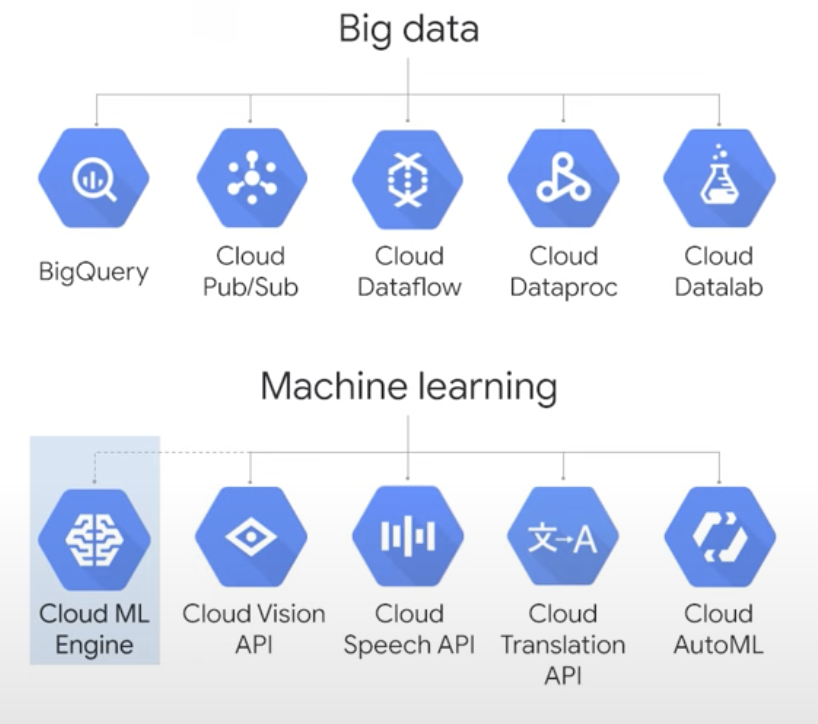 Big data
BigQuery
Cloud
Pub/Sub
Cloud
Dataflow
Cloud
Dataproc
Cloud
Datalab
Machine learning
文→A
Cloud ML
Engine
Cloud Vision
API
Cloud
Speech API
Cloud
Translation
API
Cloud
AutoML